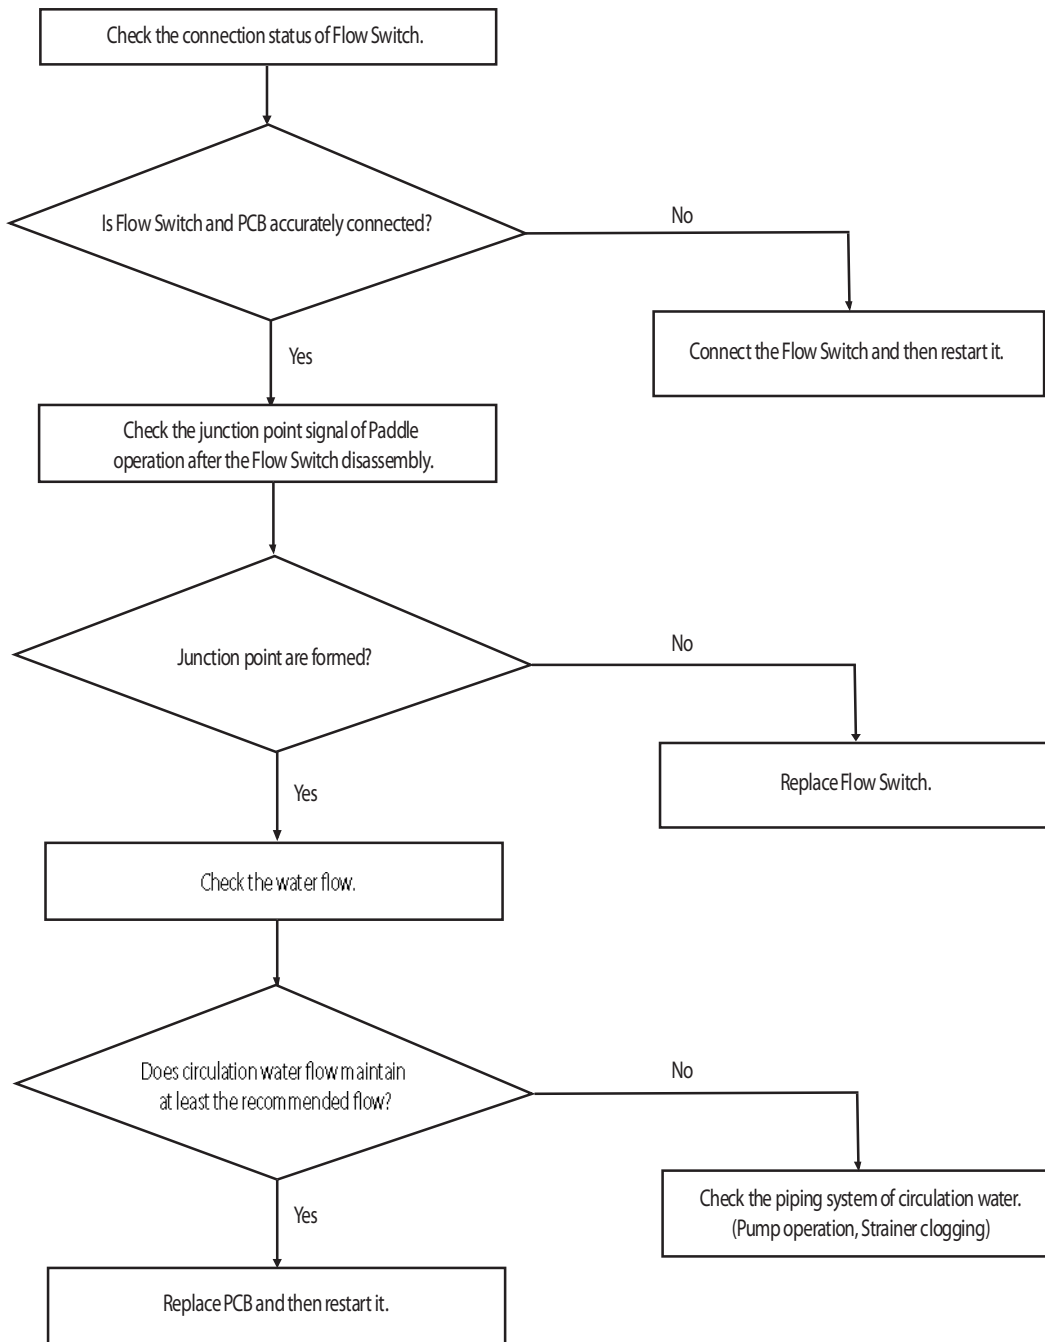 Check the connection status of Flow Switch.
Is Flow Switch and PCB accurately connected?
No
Connect the Flow Switch and then restart it.
Yes
Check the junction point signal of Paddle
operation after the Flow Switch disassembly.
Junction point are formed?
No
Replace Flow Switch.
Yes
Check the water flow.
Does circulation water flow maintain
at least the recommended flow?
No
Check the piping system of circulation water.
(Pump operation, Strainer clogging)
Yes
Replace PCB and then restart it.